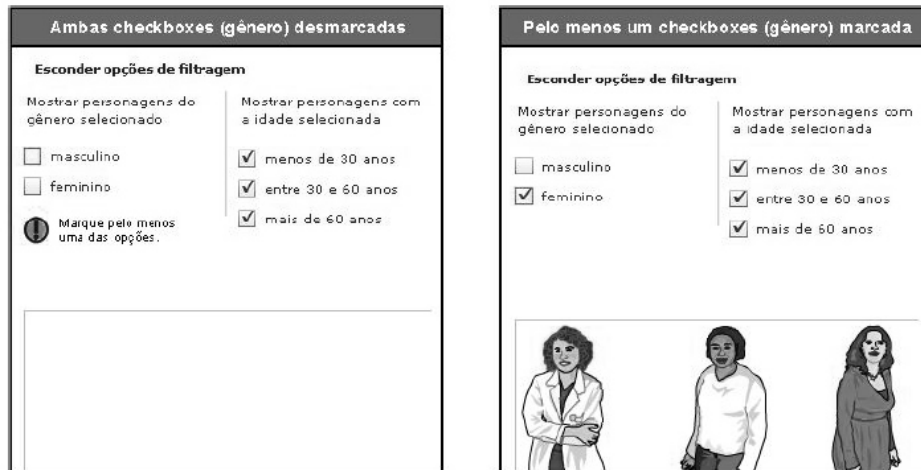 Ambas checkboxes (gênero) desmarcadas
Esconder opções de filtragem
Mostrar personagens do
gênero selecionado
masculino
feminino
Marque pelo menos
uma das opções.
Mostrar personagens com
a idade selecionada
menos de 30 anos
entre 30 e 60 anos
mais de 60 anos
Pelo menos um checkboxes (gênero) marcada
Esconder opções de filtragem
Mostrar personagens do
gênero selecionado
masculino
feminino
Mostrar personagens com
a idade selecionada
menos de 30 anos
entre 30 e 60 anos
mais de 60 anos